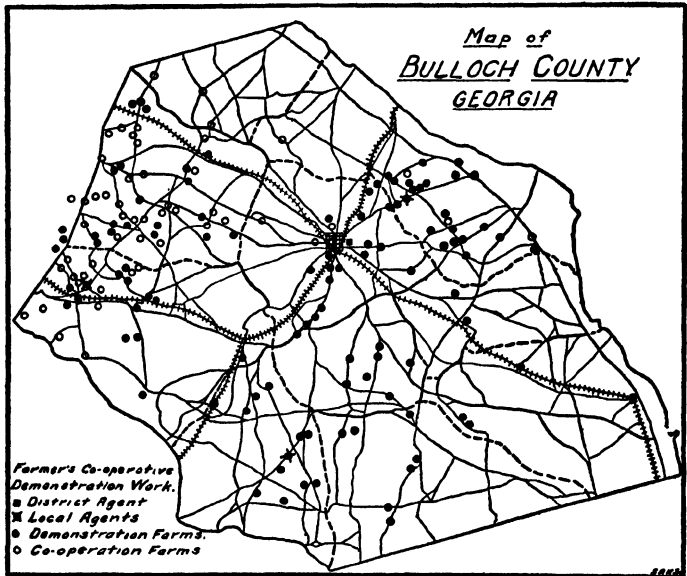 Map of
BULLOCH COUNTY
GEORGIA
Farmer's Co-operative
Demonstration Work.
District Agent
Local Agents
Demonstration Farms.
Co-operation Farms